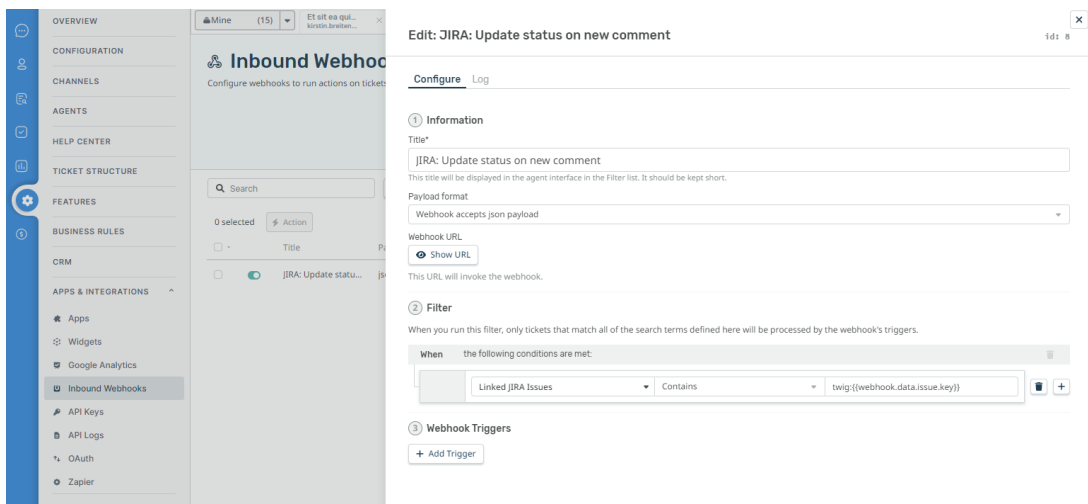 OVERVIEW
CONFIGURATION
CHANNELS
AGENTS
HELP CENTER
TICKET STRUCTURE
FEATURES
BUSINESS RULES
CRM
APPS & INTEGRATIONS
Apps
Widgets
Google Analytics
Inbound Webhooks
API Keys
API Logs
OAuth
Zapier
Mine (15)
Et sit ea qui...
kirstin.breiten...
Inbound Webhoo
Configure webhooks to run actions on ticket
Search
0 selected
Action
Title
JIRA: Update statu...
Edit: JIRA: Update status on new comment
id: 8
Configure Log
1 Information
Title*
JIRA: Update status on new comment
This title will be displayed in the agent interface in the Filter list. It should be kept short.
Payload format
Webhook accepts json payload
Webhook URL
Show URL
This URL will invoke the webhook.
2 Filter
When you run this filter, only tickets that match all of the search terms defined here will be processed by the webhook's triggers.
When the following conditions are met:
Linked JIRA Issues Contains twig:{{webhook.data.issue.key}}
3 Webhook Triggers
+ Add Trigger